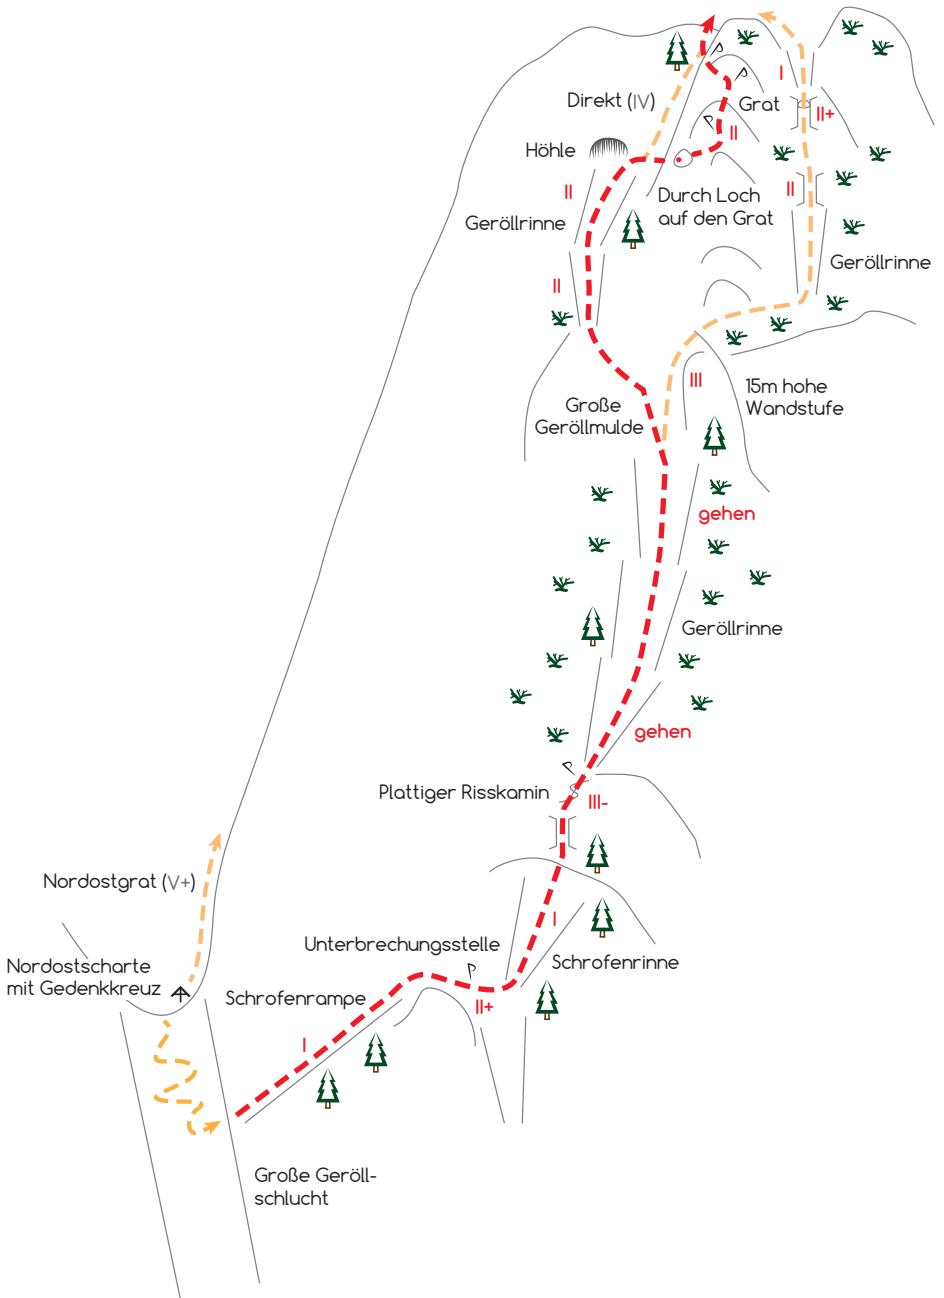 I
Direkt (IV)
Grat
II+
II
Höhle
II
II
Durch Loch
auf den Grat
Geröllrinne
Geröllrinne
II
III
15m hohe
Wandstufe
Große
Geröllmulde
gehen
Geröllrinne
gehen
Plattiger Risskamin
III-
Nordostgrat (V+)
I
Unterbrechungsstelle
Schrofenrinne
Nordostscharte
mit Gedenkkreuz
Schrofenrampe
II+
I
Große Geröll-
schlucht